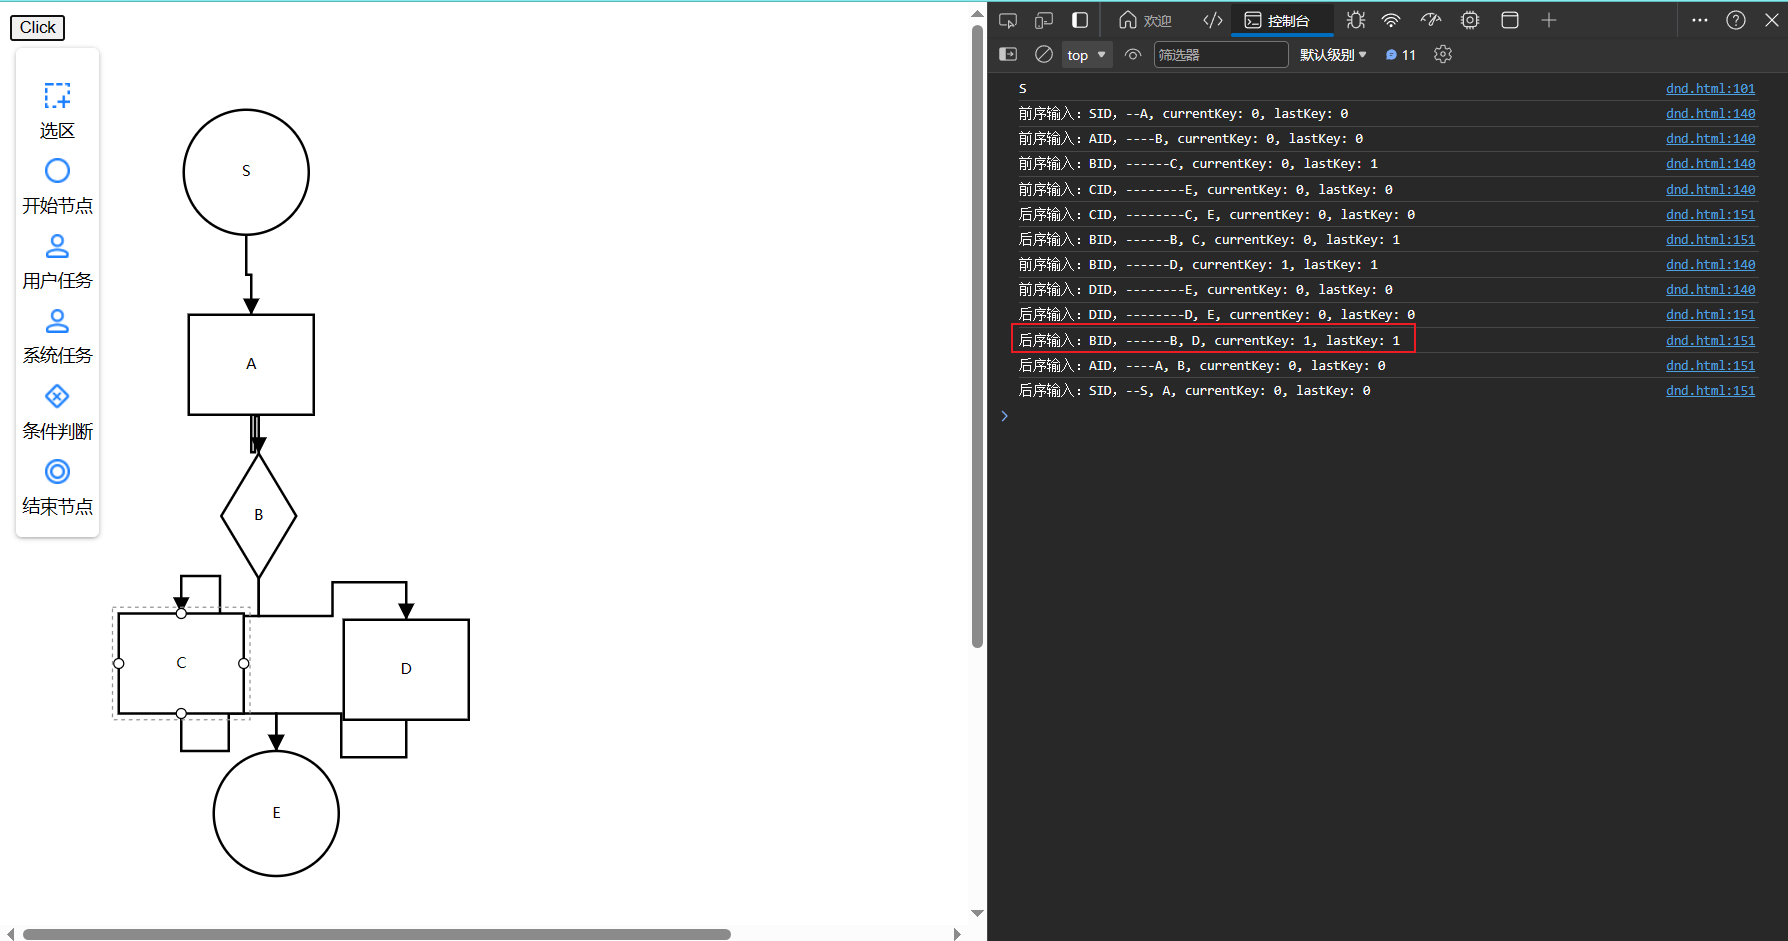 Click
选区
开始节点
用户任务
系统任务
条件判断
结束节点
S
A
B
C
D
E
欢迎
控制台
top
筛选器
默认级别
11
S dnd.html:101
前序输入: SID, --A, currentKey: 0, lastKey: 0 dnd.html:140
前序输入: AID, ----B, currentKey: 0, lastKey: 0 dnd.html:140
前序输入: BID, ------C, currentKey: 0, lastKey: 1 dnd.html:140
前序输入: CID, --------E, currentKey: 0, lastKey: 0 dnd.html:140
后序输入: CID, --------C, E, currentKey: 0, lastKey: 0 dnd.html:151
后序输入: BID, ------B, C, currentKey: 0, lastKey: 1 dnd.html:151
前序输入: BID, ------D, currentKey: 1, lastKey: 1 dnd.html:140
前序输入: DID, --------E, currentKey: 0, lastKey: 0 dnd.html:140
后序输入: DID, --------D, E, currentKey: 0, lastKey: 0 dnd.html:151
后序输入: BID, ------B, D, currentKey: 1, lastKey: 1 dnd.html:151
后序输入: AID, ----A, B, currentKey: 0, lastKey: 0 dnd.html:151
后序输入: SID, --S, A, currentKey: 0, lastKey: 0 dnd.html:151